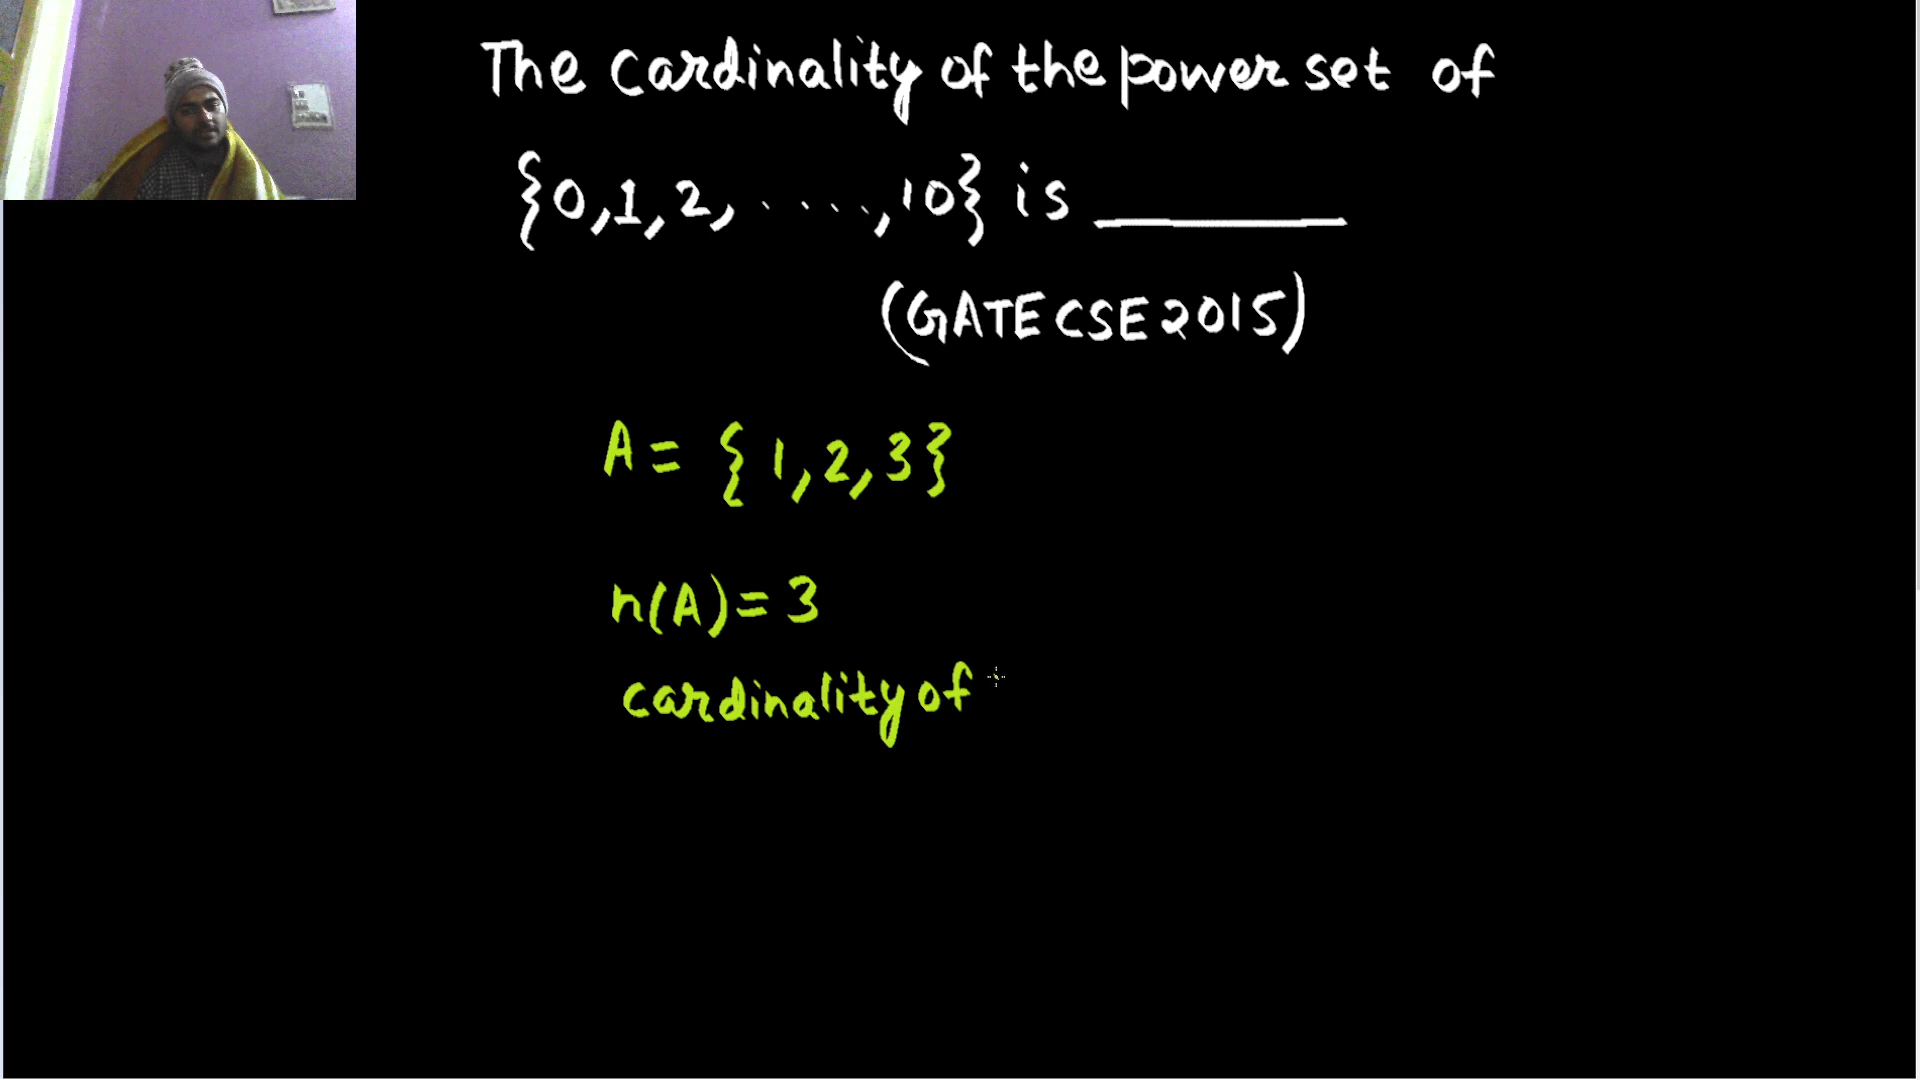 The cardinality of the power set of
{0,1,2, .....,10} is ______
(GATE CSE 2015)
A = {1,2,3}
n(A) = 3
cardinality of